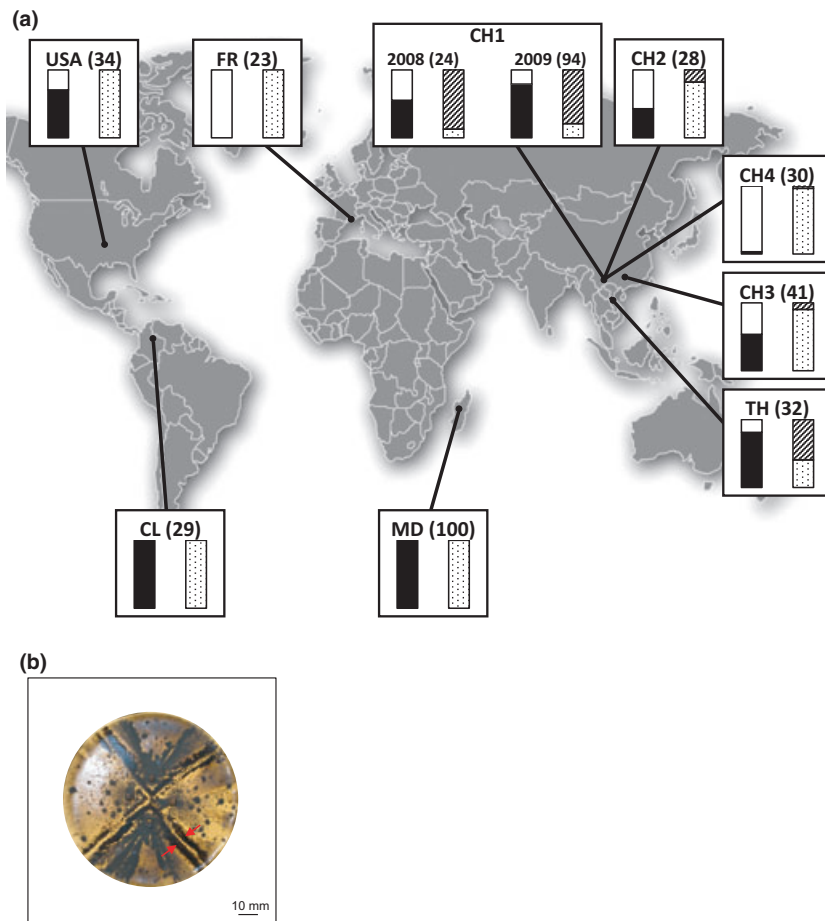 (a)
USA (34)
FR (23)
CH1
2008 (24) 2009 (94)
CH2 (28)
CH4 (30)
CH3 (41)
TH (32)
CL (29)
MD (100)
(b)
10 mm